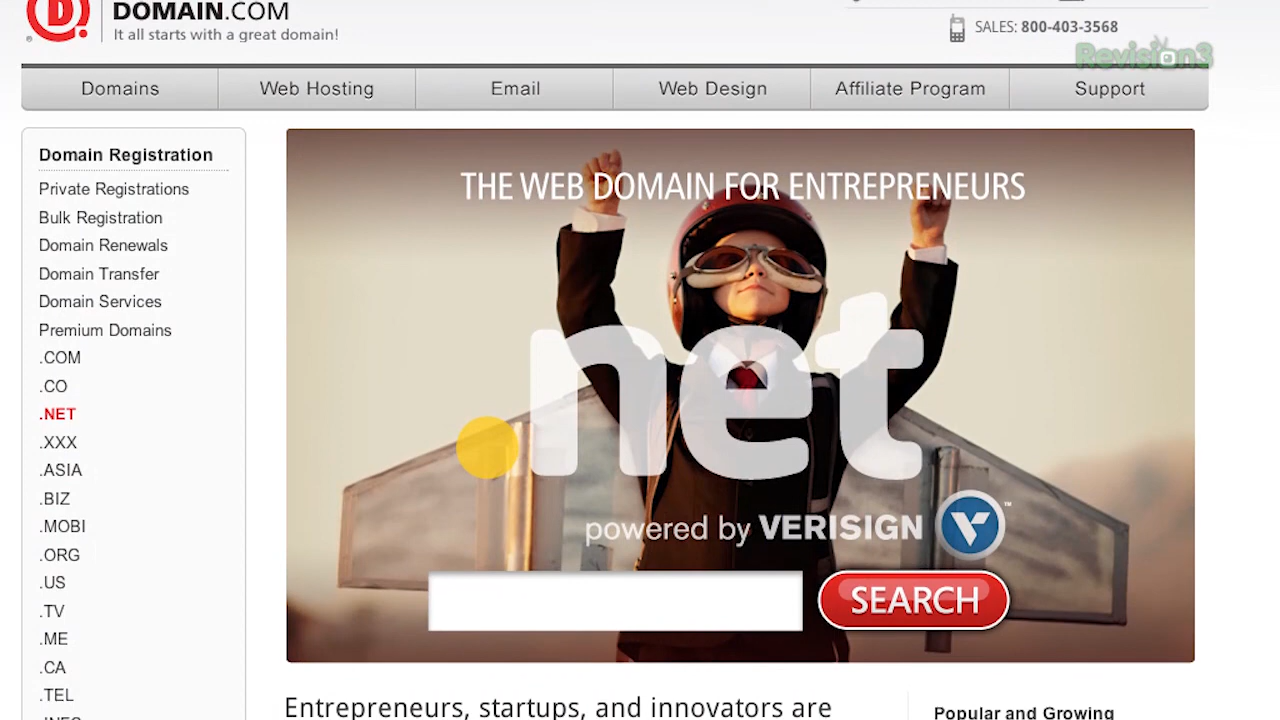 DOMAIN.COM
It all starts with a great domain!
SALES: 800-403-3568
Revision3
Domains
Web Hosting
Email
Web Design
Affiliate Program
Support
Domain Registration
Private Registrations
Bulk Registration
Domain Renewals
Domain Transfer
Domain Services
Premium Domains
.COM
.CO
.NET
.XXX
.ASIA
.BIZ
.MOBI
.ORG
.US
.TV
.ME
.CA
.TEL
.INFO
THE WEB DOMAIN FOR ENTREPRENEURS
.net
powered by VERISIGN ™
SEARCH
Entrepreneurs, startups, and innovators are
Popular and Growing